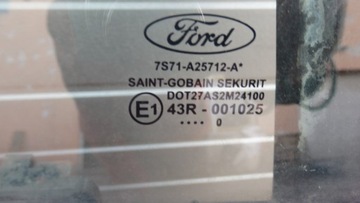 Ford
7S71-A25712-A*
SAINT-GOBAIN SEKURIT
DOT27AS2M24100
E1 43R - 001025
.... 0